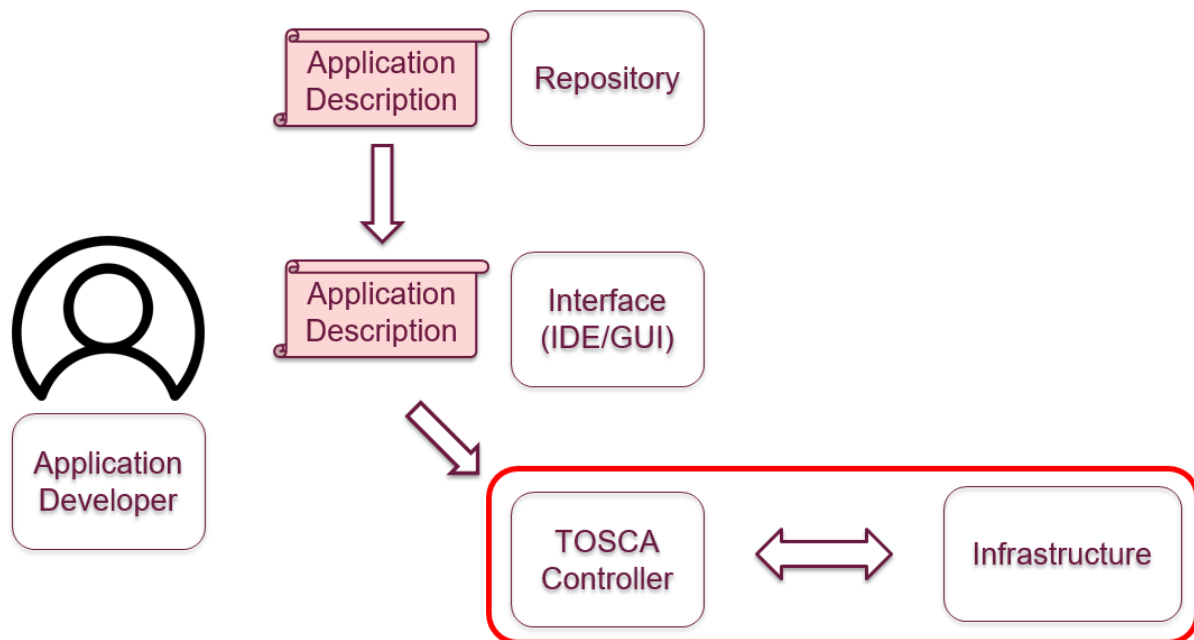 Application
Description
Repository
Application
Description
Interface
(IDE/GUI)
Application
Developer
TOSCA
Controller
Infrastructure